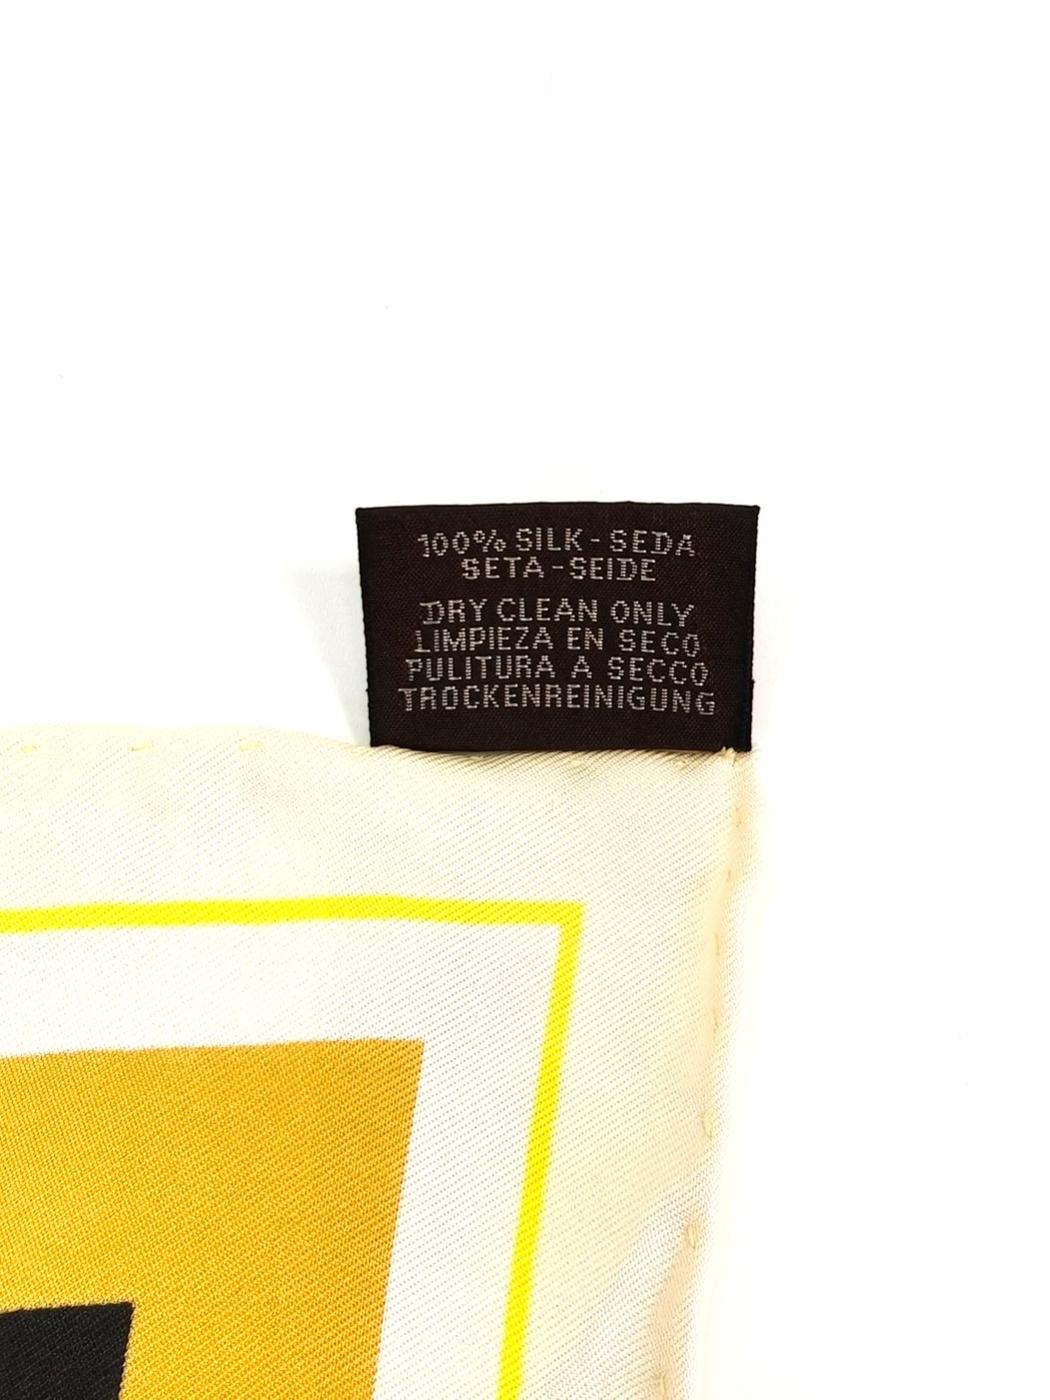 100% SILK - SEDA
SETA - SEIDE
DRY CLEAN ONLY
LIMPIEZA EN SECO
PULITURA A SECCO
TROCKENREINIGUNG